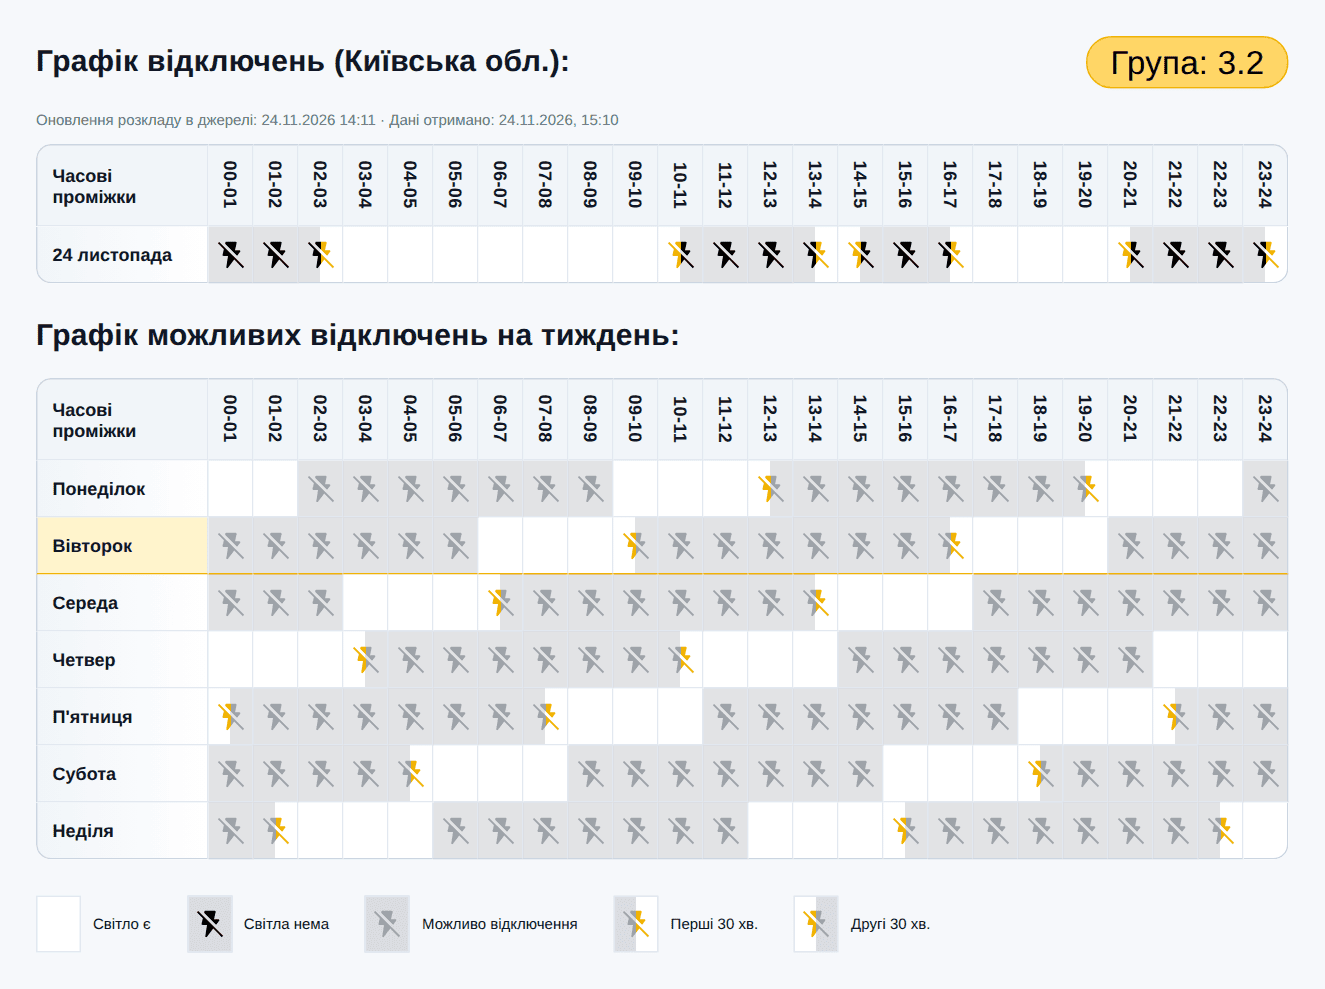 Графік відключень (Київська обл.):
Група: 3.2
Оновлення розкладу в джерелі: 24.11.2026 14:11 · Дані отримано: 24.11.2026, 15:10
Часові проміжки 00-01 01-02 02-03 03-04 04-05 05-06 06-07 07-08 08-09 09-10 10-11 11-12 12-13 13-14 14-15 15-16 16-17 17-18 18-19 19-20 20-21 21-22 22-23 23-24
24 листопада
Графік можливих відключень на тиждень:
Часові проміжки 00-01 01-02 02-03 03-04 04-05 05-06 06-07 07-08 08-09 09-10 10-11 11-12 12-13 13-14 14-15 15-16 16-17 17-18 18-19 19-20 20-21 21-22 22-23 23-24
Понеділок
Вівторок
Середа
Четвер
П'ятниця
Субота
Неділя
Світло є Світла нема Можливо відключення Перші 30 хв. Другі 30 хв.